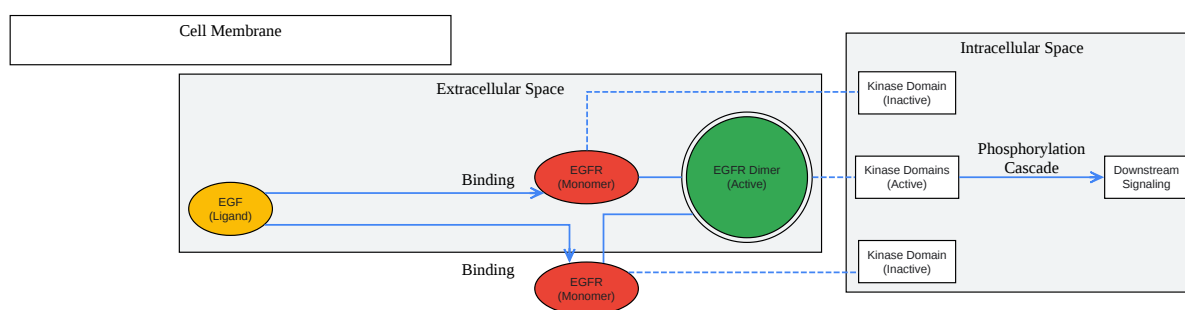 Cell Membrane
Intracellular Space
Extracellular Space
Kinase Domain
(Inactive)
Phosphorylation
Cascade
Binding
EGFR
(Monomer)
EGFR Dimer
(Active)
Kinase Domains
(Active)
Downstream
Signaling
EGF
(Ligand)
Binding
EGFR
(Monomer)
Kinase Domain
(Inactive)